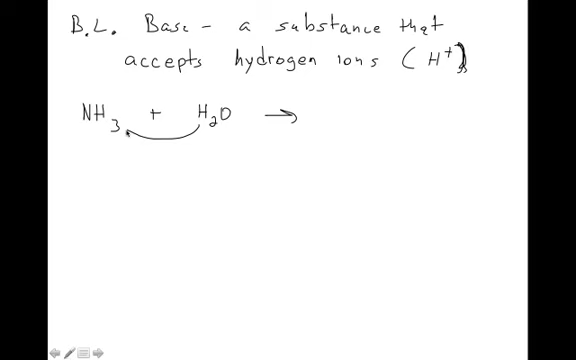 B.L. Base - a substance that
accepts hydrogen ions (H⁺)
NH₃ + H₂O →